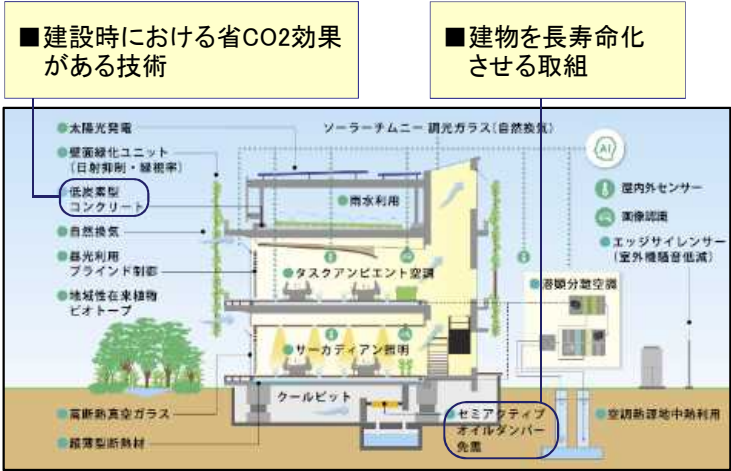 ■建設時における省CO2効果
がある技術
■建物を長寿命化
させる取組
太陽光発電
壁面緑化ユニット
(日射抑制・緑視率)
低炭素型
コンクリート
自然換気
昼光利用
ブラインド制御
地域性在来植物
ビオトープ
高断熱真空ガラス
超薄型断熱材
ソーラーチムニー 調光ガラス(自然換気)
雨水利用
タスクアンビエント空調
サーカディアン照明
クールピット
セミアクティブ
オイルダンパー
免震
AI
屋内外センサー
画像認識
エッジサイレンサー
(室外機騒音低減)
潜顕分離空調
空調熱源地中熱利用